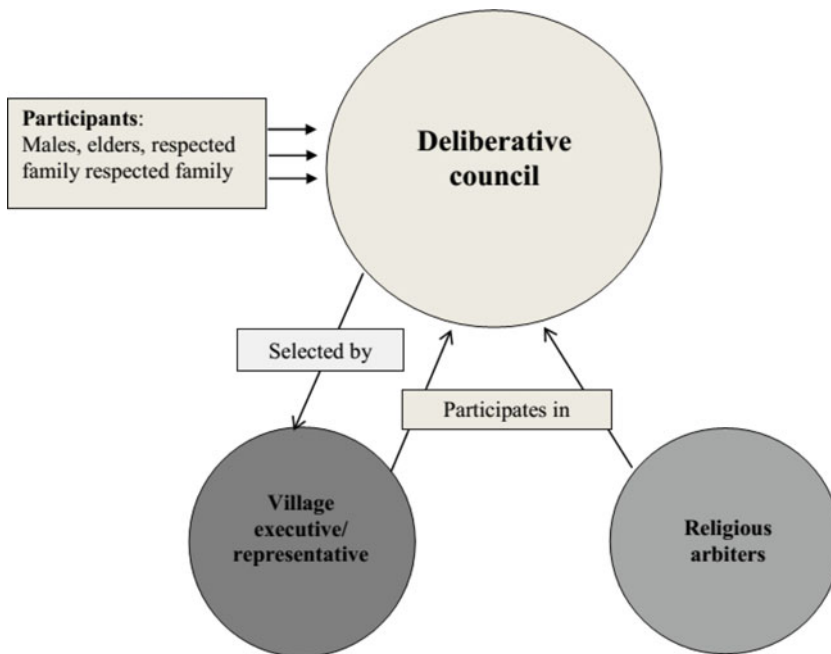 Participants:
Males, elders, respected
family respected family
Deliberative
council
Selected by
Participates in
Village
executive/
representative
Religious
arbiters